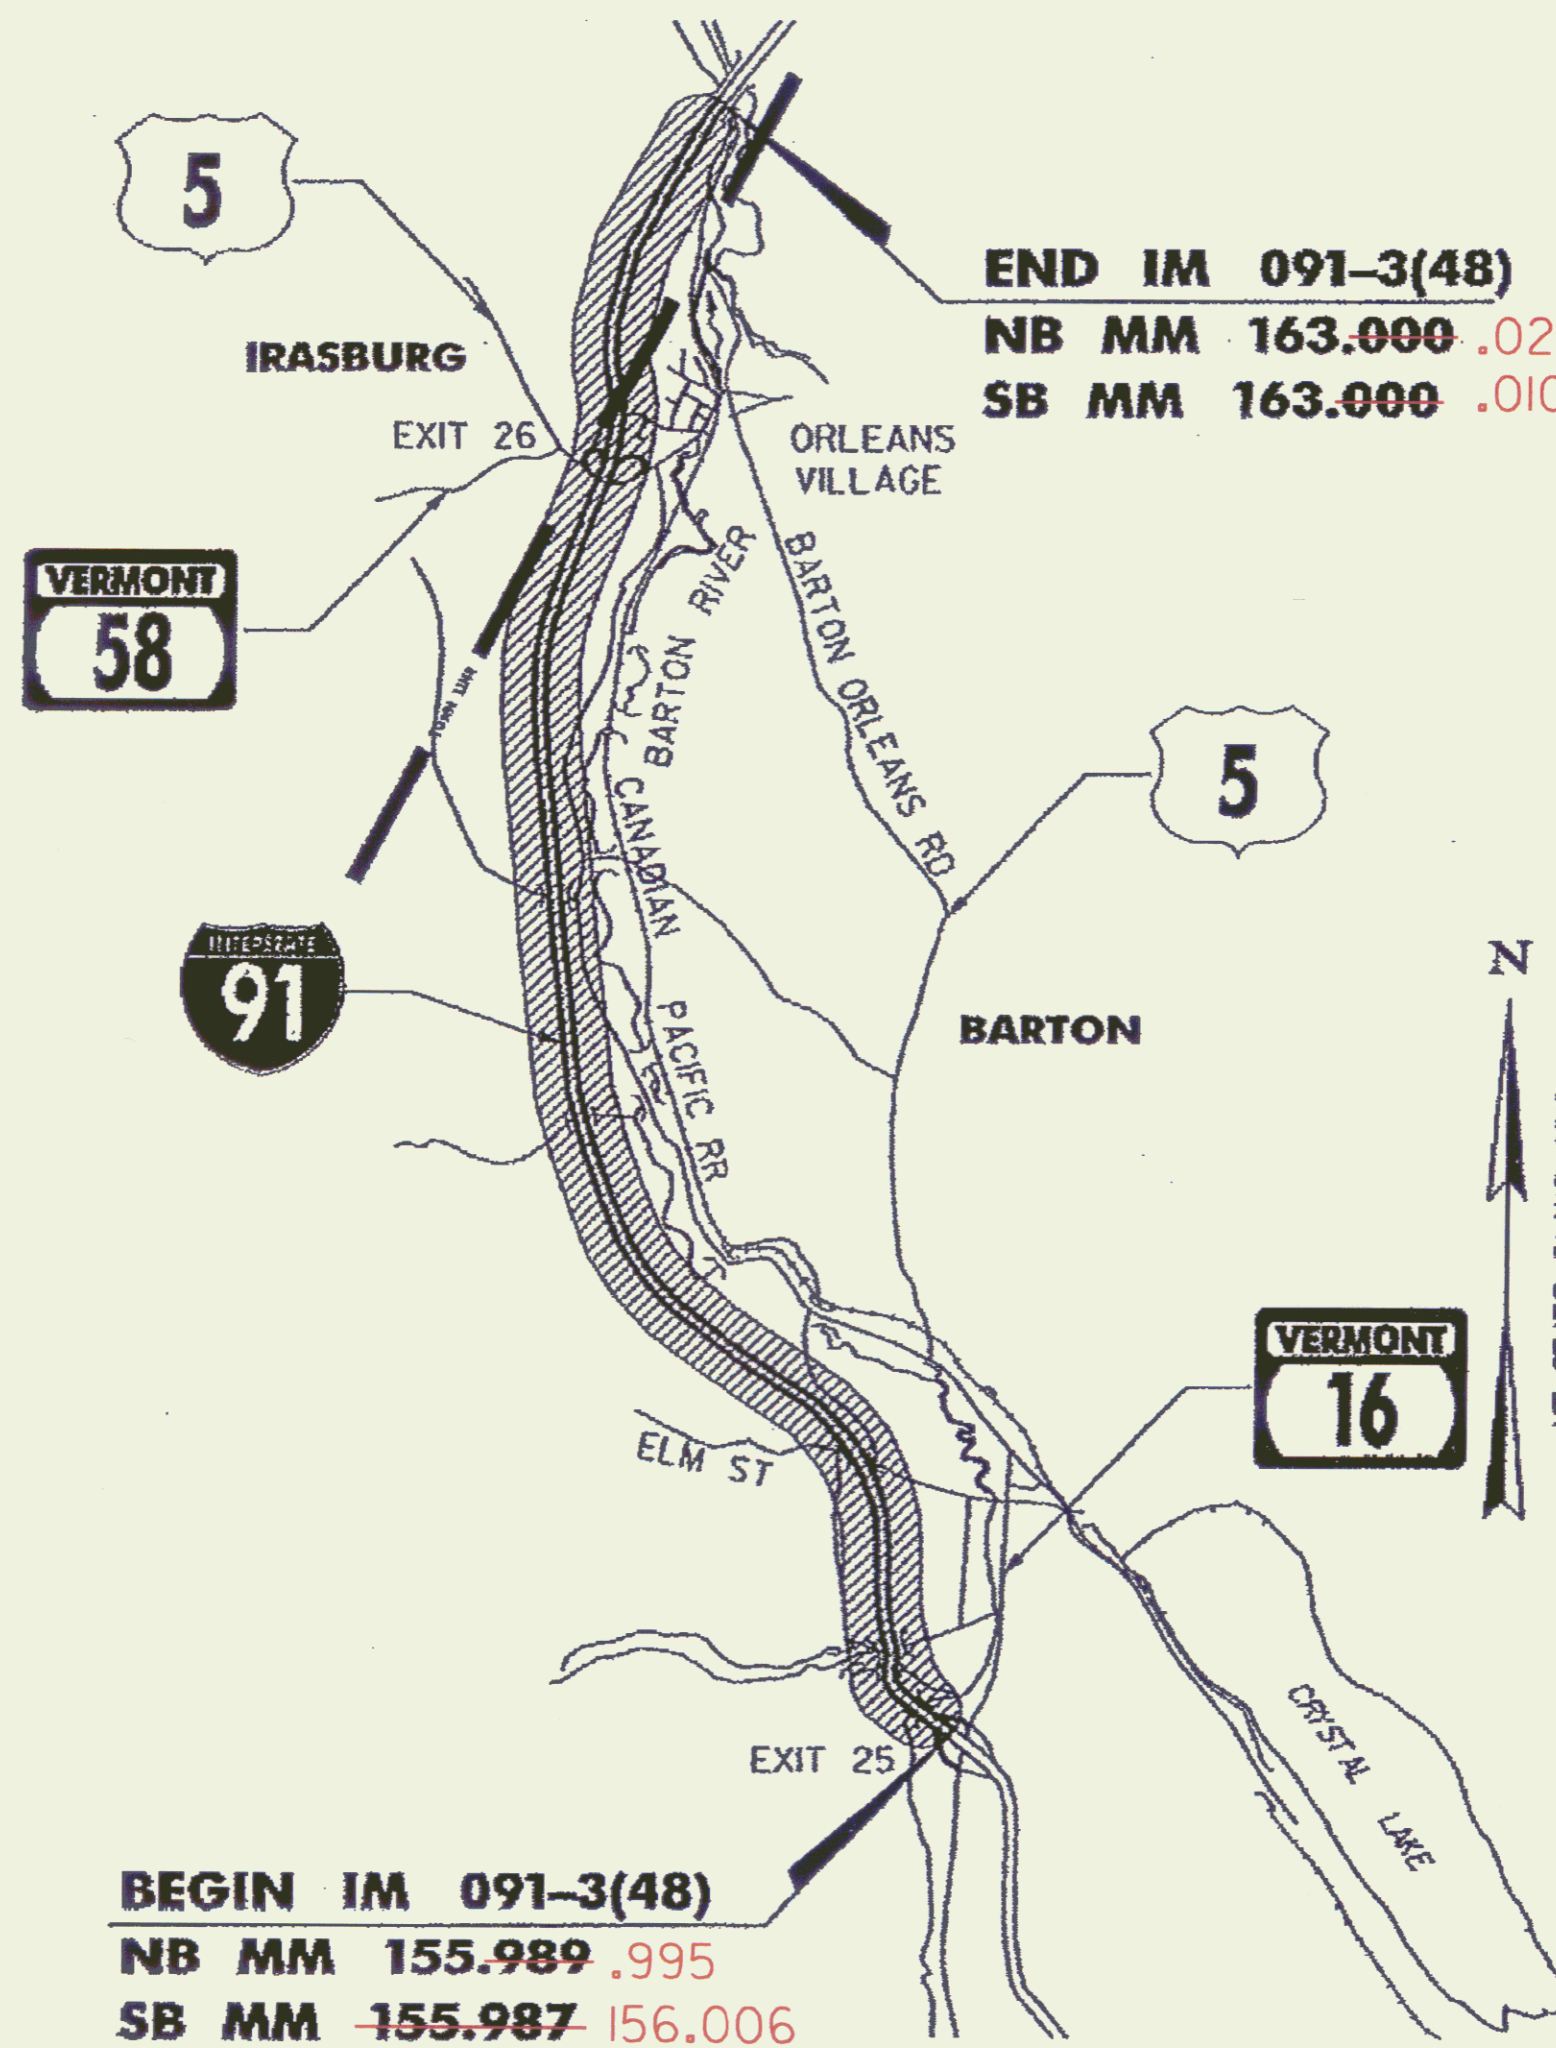 5
END IM 091-3(48)
NB MM 163.000 .02
SB MM 163.000 .010
IRASBURG
EXIT 26
ORLEANS
VILLAGE
VERMONT
58
BARTON RIVER
BARTON ORLEANS RD
TOWN LINE
5
CANADIAN PACIFIC RR
INTERSTATE
91
N
BARTON
VERMONT
16
ELM ST
CRYSTAL LAKE
EXIT 25
BEGIN IM 091-3(48)
NB MM 155.989 .995
SB MM 155.987 156.006